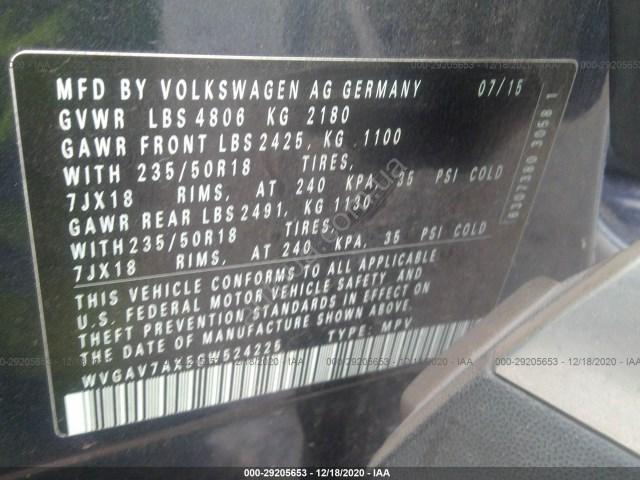 MFD BY VOLKSWAGEN AG GERMANY 07/15
GVWR LBS 4806 KG 2180
GAWR FRONT LBS 2425, KG 1100
WITH 235/50R18 TIRES,
7JX18 RIMS, AT 240 KPA, 35 PSI COLD
GAWR REAR LBS 2491, KG 1130
WITH 235/50R18 TIRES,
7JX18 RIMS, AT 240 KPA, 35 PSI COLD
THIS VEHICLE CONFORMS TO ALL APPLICABLE
U.S. FEDERAL MOTOR VEHICLE SAFETY AND
THEFT PREVENTION STANDARDS IN EFFECT ON
THE DATE OF MANUFACTURE SHOWN ABOVE.
TYPE: MPV
000-29205653 - 12/18/2020 - IAA
000-29205653 - 12/18/2020 - IAA